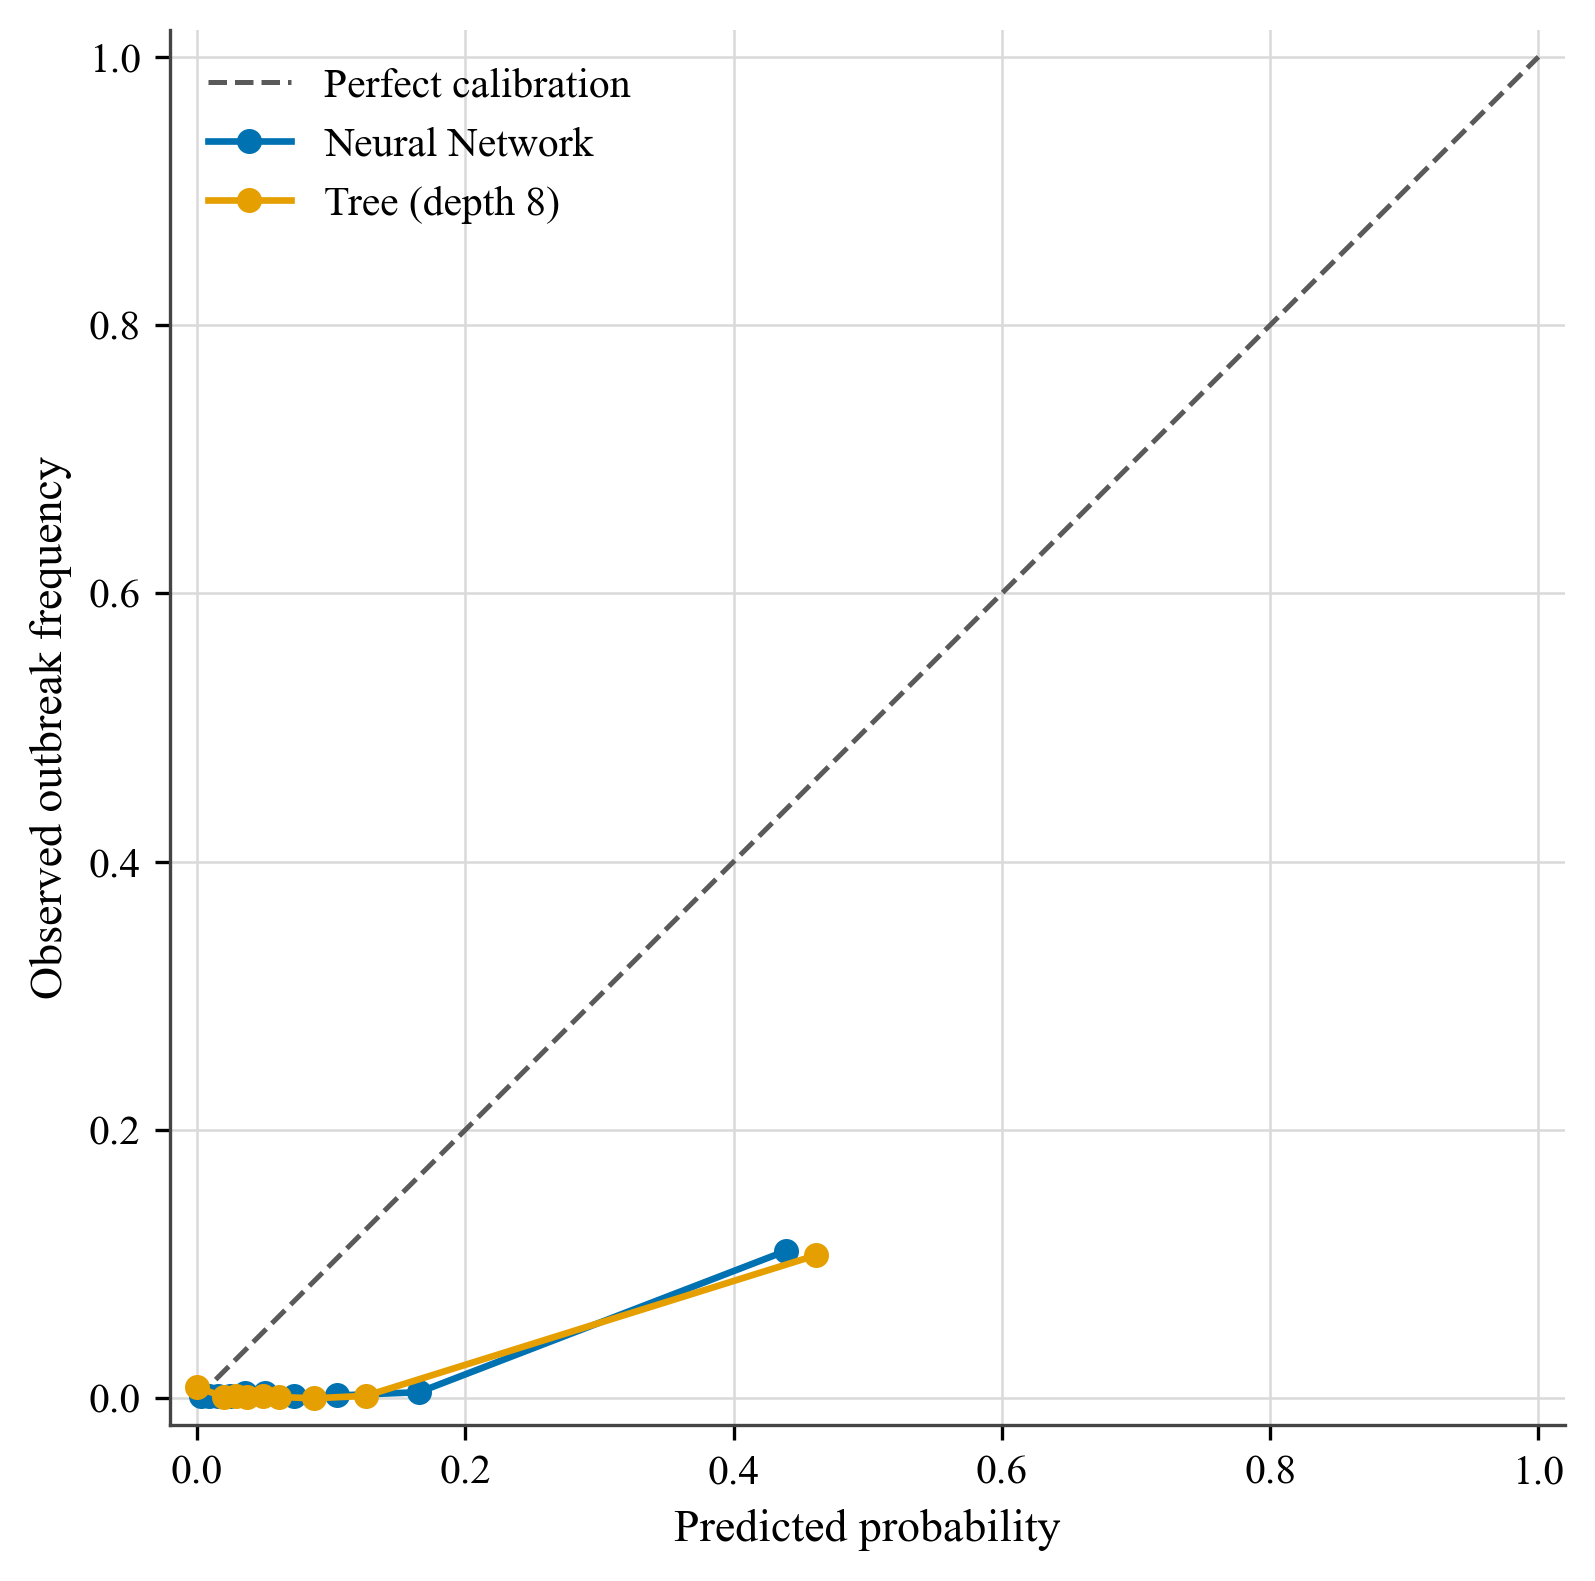 Perfect calibration
Neural Network
Tree (depth 8)
Observed outbreak frequency
1.0
0.8
0.6
0.4
0.2
0.0
0.0 0.2 0.4 0.6 0.8 1.0
Predicted probability